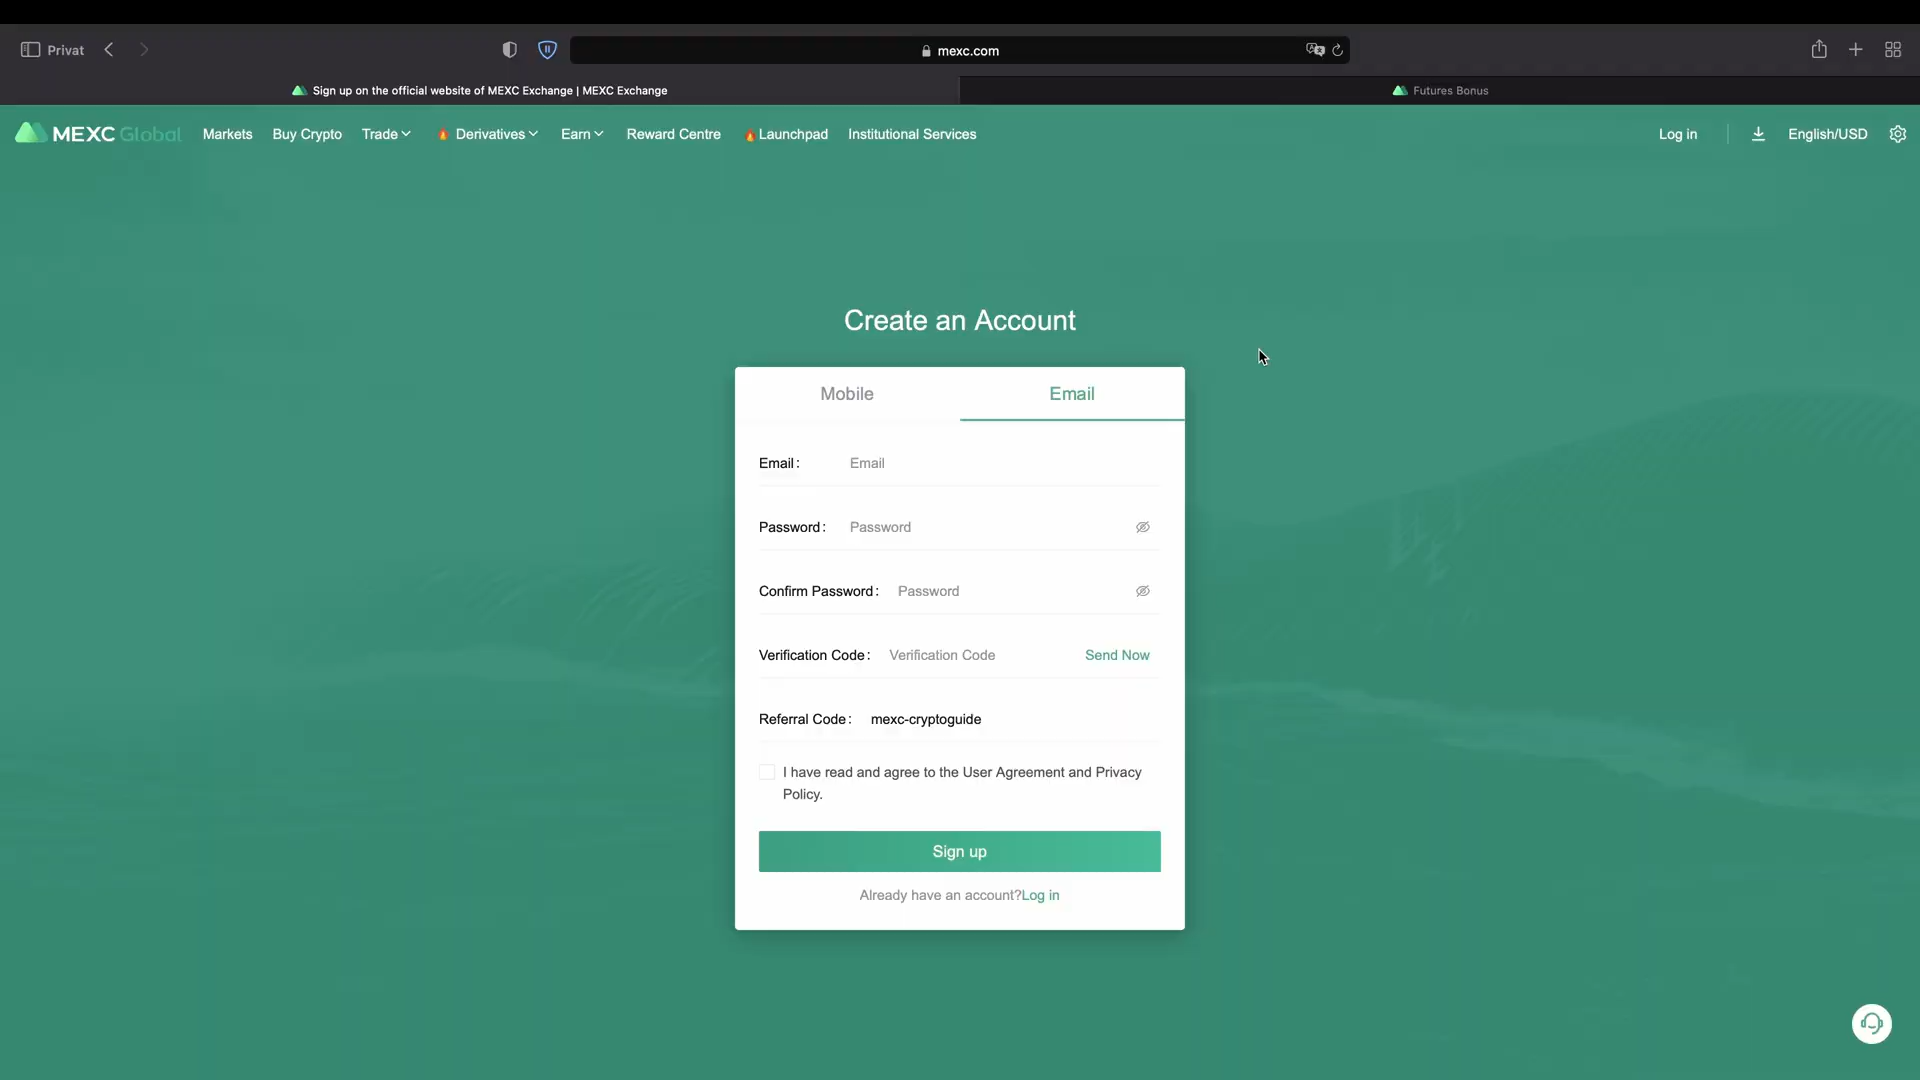 Privat
mexc.com
Sign up on the official website of MEXC Exchange | MEXC Exchange
Futures Bonus
MEXC Global Markets Buy Crypto Trade Derivatives Earn Reward Centre Launchpad Institutional Services Log in English/USD
Create an Account
Mobile Email
Email: Email
Password: Password
Confirm Password: Password
Verification Code: Verification Code Send Now
Referral Code: mexc-cryptoguide
I have read and agree to the User Agreement and Privacy
Policy.
Sign up
Already have an account?Log in